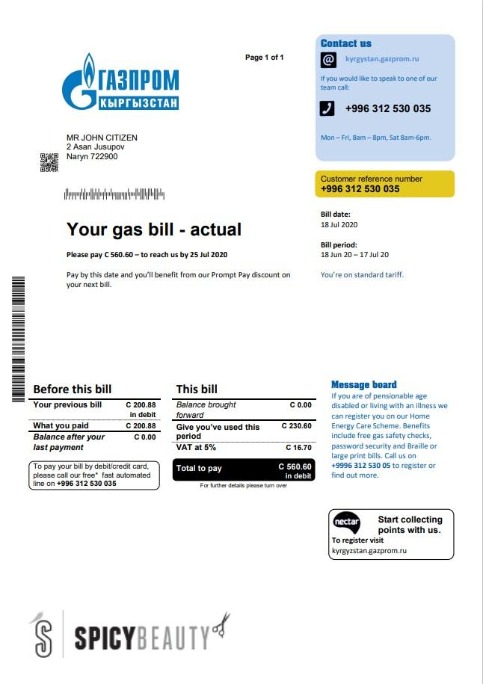 Page 1 of 1
ГАЗПРОМ
КЫРГЫЗСТАН
Contact us
@ kyrgystan.gazprom.ru
If you would like to speak to one of our
team call:
+996 312 530 035
Mon – Fri, 8am – 8pm, Sat 8am-6pm.
MR JOHN CITIZEN
2 Asan Jusupov
Naryn 722900
Customer reference number
+996 312 530 035
Your gas bill - actual
Please pay C 560.60 – to reach us by 25 Jul 2020
Pay by this date and you'll benefit from our Prompt Pay discount on
your next bill.
Bill date:
18 Jul 2020
Bill period:
18 Jun 20 – 17 Jul 20
You're on standard tariff.
Before this bill
Your previous bill C 200.88
in debit
What you paid C 200.88
Balance after your C 0.00
last payment
To pay your bill by debit/credit card,
please call our free* fast automated
line on +996 312 530 035
This bill
Balance brought C 0.00
forward
Give you've used this C 230.60
period
VAT at 5% C 16.70
Total to pay C 560.60
in debit
For further details please turn over
Message board
If you are of pensionable age
disabled or living with an illness we
can register you on our Home
Energy Care Scheme. Benefits
include free gas safety checks,
password security and Braille or
large print bills. Call us on
+9996 312 530 05 to register or
find out more.
nectar
Start collecting
points with us.
To register visit
kyrgyzstan.gazprom.ru
S SPICYBEAUTY